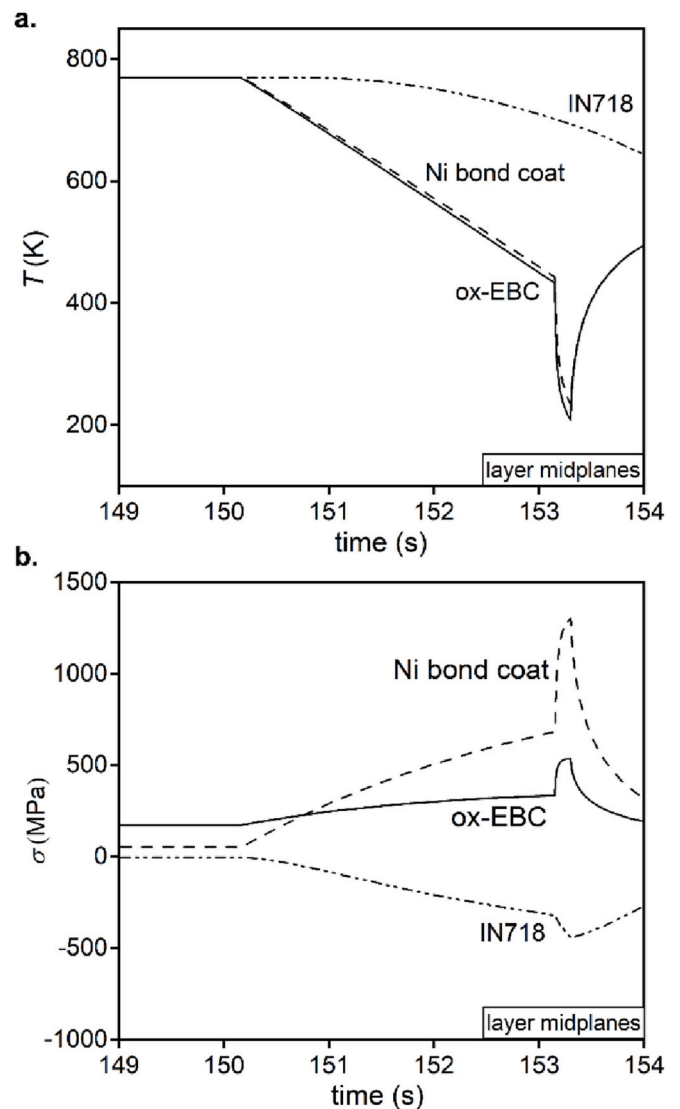 a.
800
600
400
200
T (K)
IN718
Ni bond coat
ox-EBC
layer midplanes
149 150 151 152 153 154
time (s)
b.
1500
1000
500
0
-500
-1000
σ (MPa)
Ni bond coat
ox-EBC
IN718
layer midplanes
149 150 151 152 153 154
time (s)